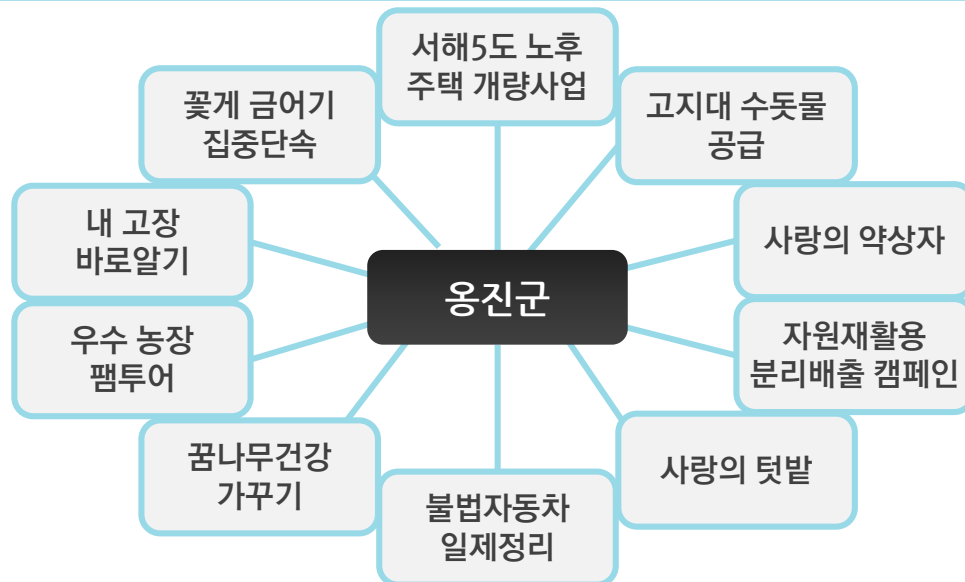 서해5도 노후
주택 개량사업
꽃게 금어기
집중단속
고지대 수돗물
공급
내 고장
바로알기
사랑의 약상자
옹진군
우수 농장
팸투어
자원재활용
분리배출 캠페인
꿈나무건강
가꾸기
사랑의 텃밭
불법자동차
일제정리